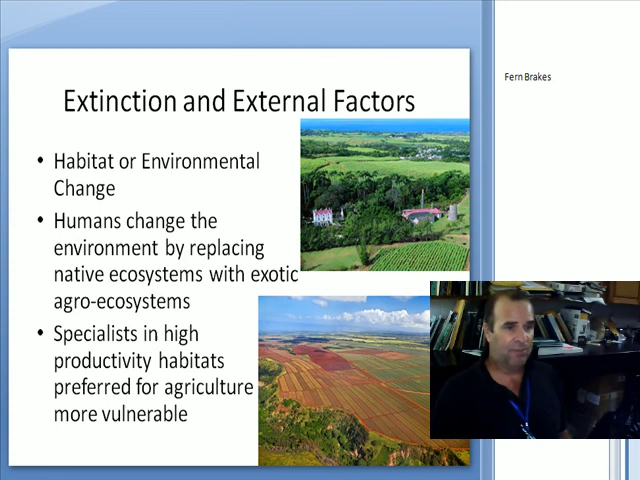 Extinction and External Factors
• Habitat or Environmental
Change
• Humans change the
environment by replacing
native ecosystems with exotic
agro-ecosystems
• Specialists in high
productivity habitats
preferred for agriculture
more vulnerable
Fern Brakes